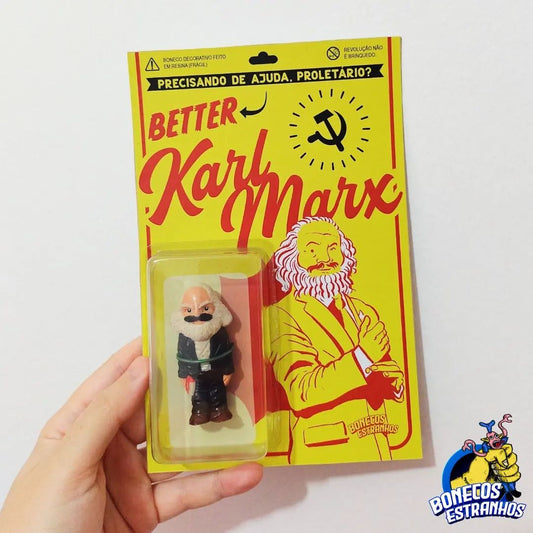 BONECO DECORATIVO FEITO
EM RESINA (FRÁGIL)
REVOLUÇÃO NÃO
É BRINQUEDO.
PRECISANDO DE AJUDA, PROLETÁRIO?
BETTER
Karl
Marx
BONECOS
ESTRANHOS
BONECOS
ESTRANHOS